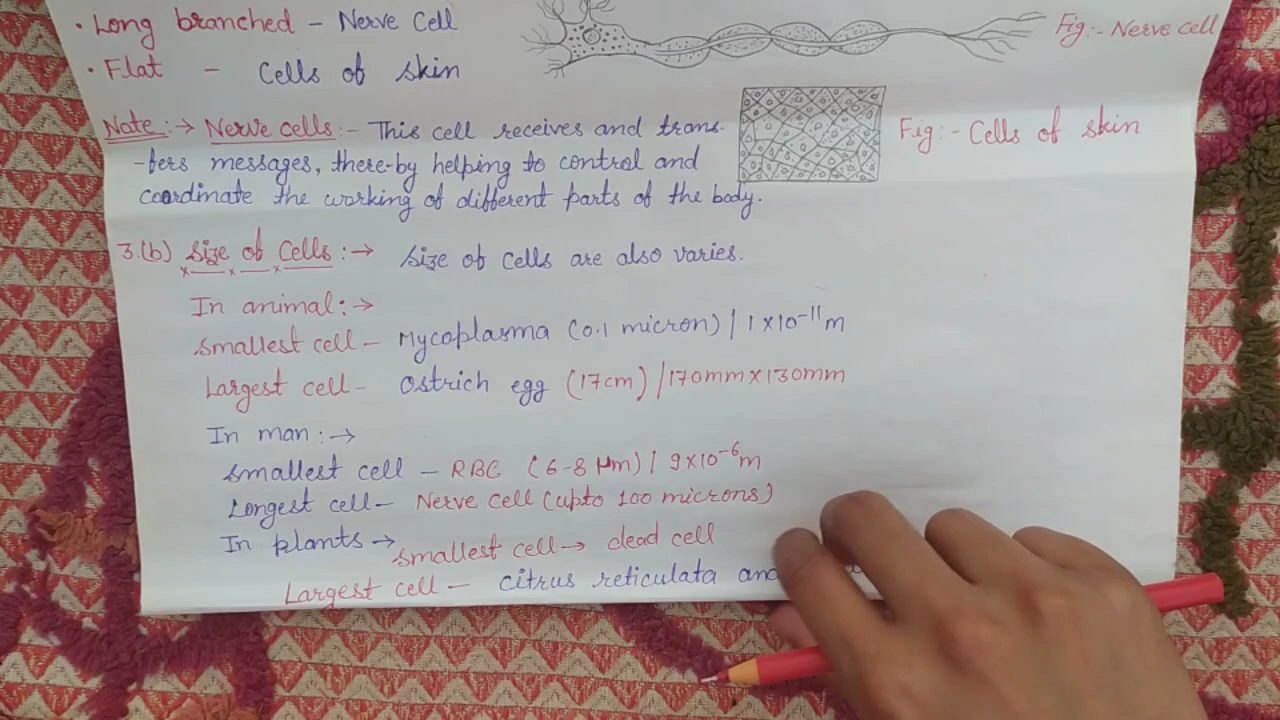 • Long branched - Nerve Cell
Fig:- Nerve cell
• Flat - Cells of skin
Note:→ Nerve cells:- This cell receives and trans-
-fers messages, there-by helping to control and
coordinate the working of different parts of the body.
Fig:- Cells of skin
3.(b) Size of Cells:→ Size of cells are also varies.
In animal:→
Smallest cell - Mycoplasma (0.1 micron) / 1×10⁻¹¹m
Largest cell - Ostrich egg (17cm) / 170mm×130mm
In man:→
Smallest cell - RBC (6-8 μm) / 9×10⁻⁶m
Longest cell - Nerve cell (upto 100 microns)
In plants → Smallest cell → dead cell
Largest cell - Citrus reticulata and